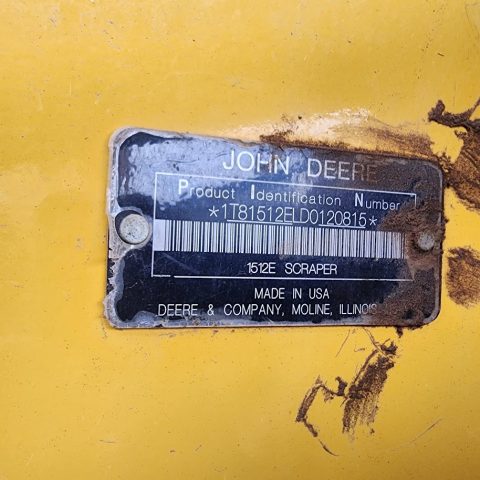 JOHN DEERE
Product Identification Number
*1T81512ELD0120815*
1512E SCRAPER
MADE IN USA
DEERE & COMPANY, MOLINE, ILLINOIS